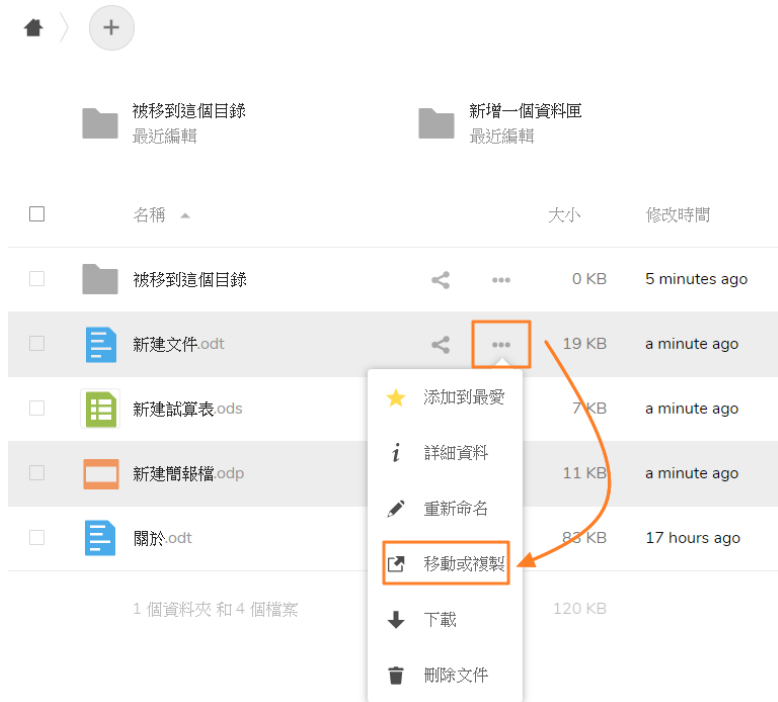 被移到這個目錄
最近編輯
新增一個資料匣
最近編輯
名稱 大小 修改時間
被移到這個目錄 0 KB 5 minutes ago
新建文件.odt 19 KB a minute ago
添加到最愛
新建試算表.ods 7 KB a minute ago
詳細資料
新建簡報檔.odp 11 KB a minute ago
重新命名
關於.odt 83 KB 17 hours ago
移動或複製
1 個資料夾 和 4 個檔案 120 KB
下載
刪除文件